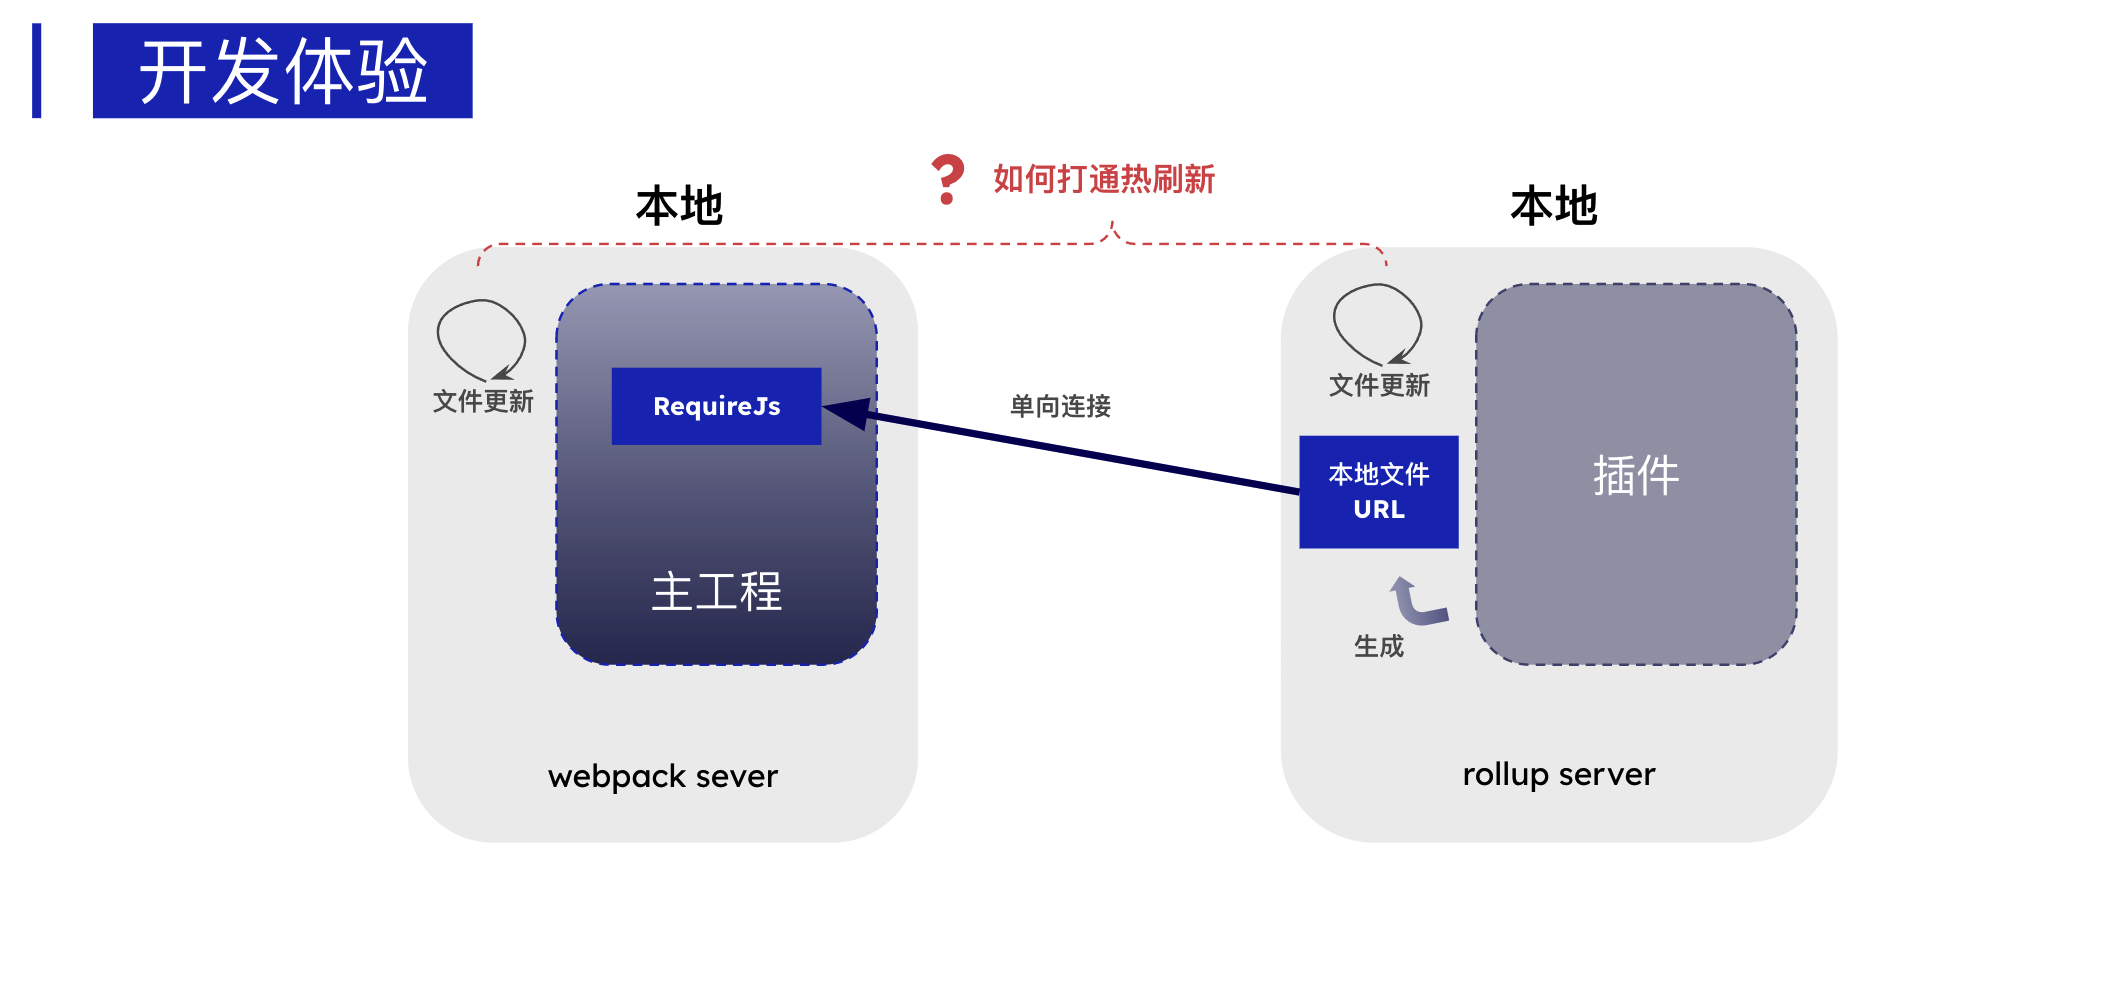 开发体验
? 如何打通热刷新
本地
本地
文件更新
RequireJs
主工程
webpack sever
单向连接
文件更新
本地文件
URL
生成
插件
rollup server